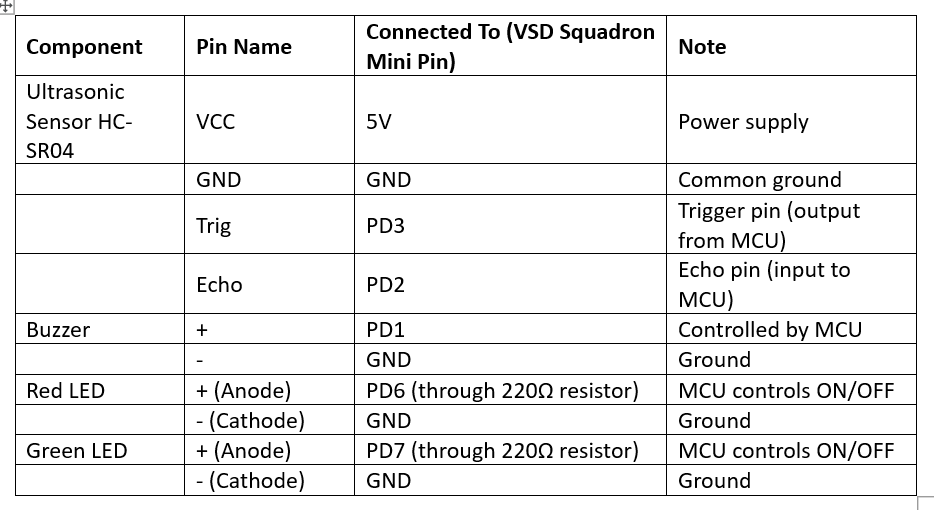 Component Pin Name Connected To (VSD Squadron Mini Pin) Note
Ultrasonic Sensor HC-SR04 VCC 5V Power supply
GND GND Common ground
Trig PD3 Trigger pin (output from MCU)
Echo PD2 Echo pin (input to MCU)
Buzzer + PD1 Controlled by MCU
- GND Ground
Red LED + (Anode) PD6 (through 220Ω resistor) MCU controls ON/OFF
- (Cathode) GND Ground
Green LED + (Anode) PD7 (through 220Ω resistor) MCU controls ON/OFF
- (Cathode) GND Ground